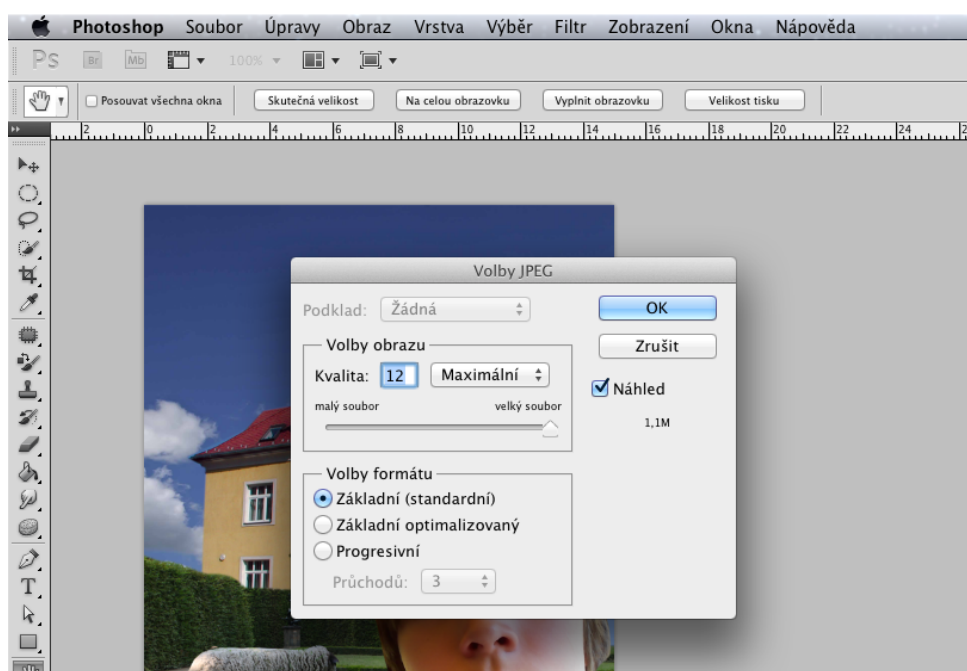 Photoshop Soubor Úpravy Obraz Vrstva Výběr Filtr Zobrazení Okna Nápověda
Ps Br Mb 100%
Posouvat všechna okna Skutečná velikost Na celou obrazovku Vyplnit obrazovku Velikost tisku
2 0 2 4 6 8 10 12 14 16 18 20 22 24 2
Volby JPEG
Podklad: Žádná
OK
Volby obrazu
Zrušit
Kvalita: 12 Maximální
Náhled
malý soubor velký soubor
1,1M
Volby formátu
Základní (standardní)
Základní optimalizovaný
Progresivní
Průchodů: 3
T